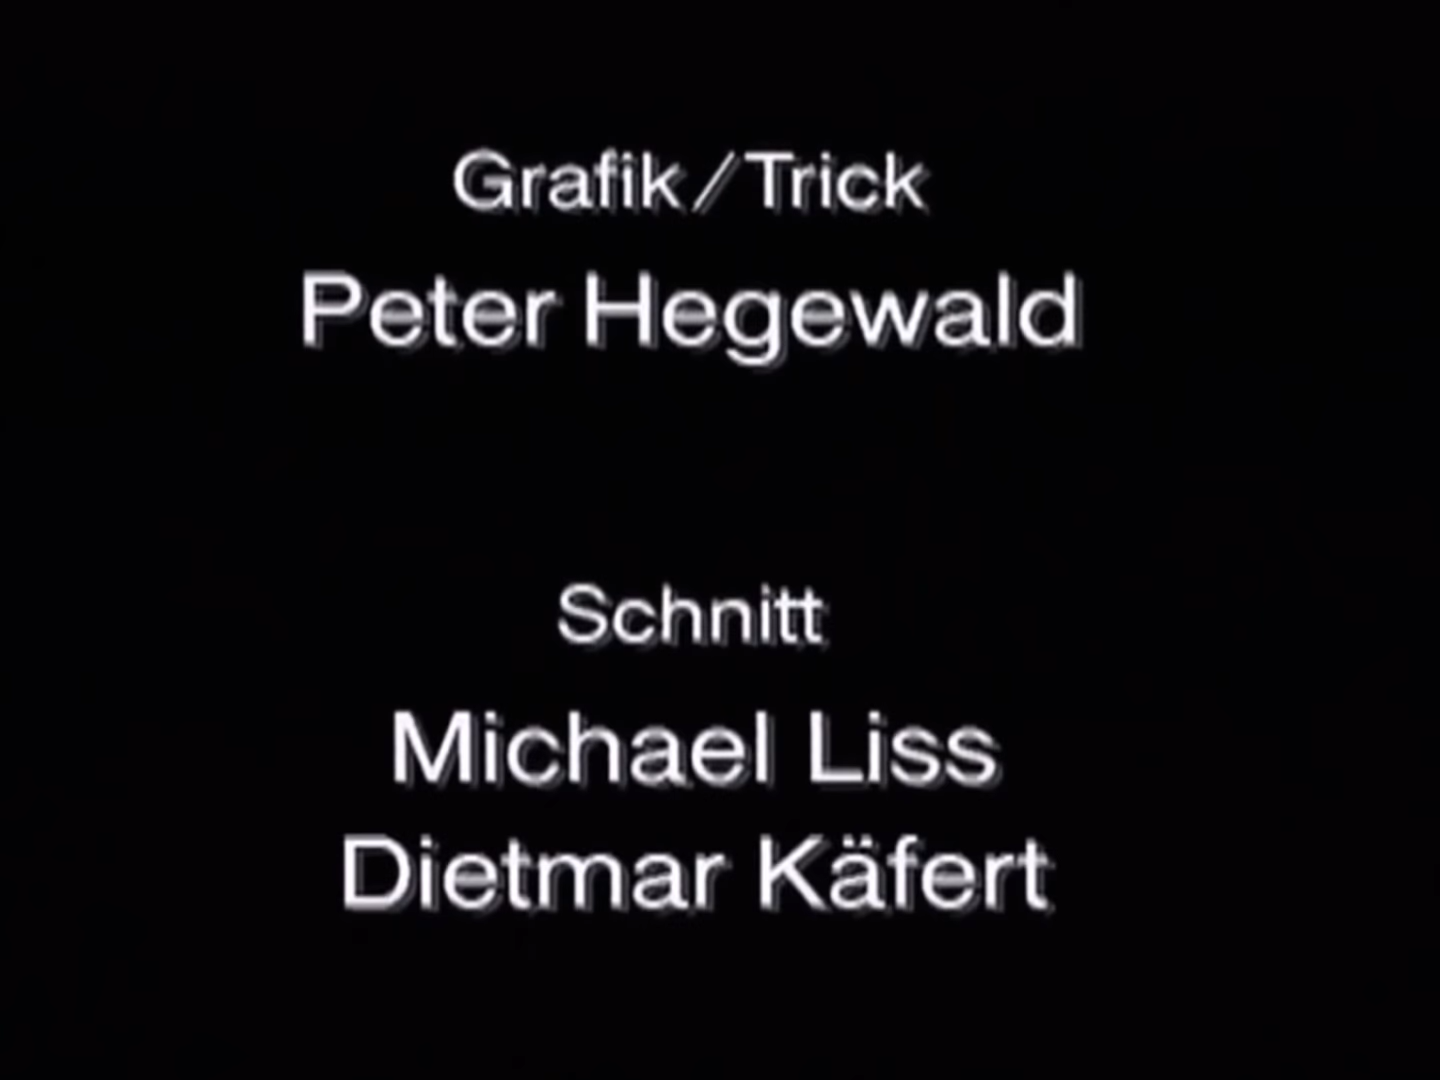 Grafik/Trick
Peter Hegewald
Schnitt
Michael Liss
Dietmar Käfert